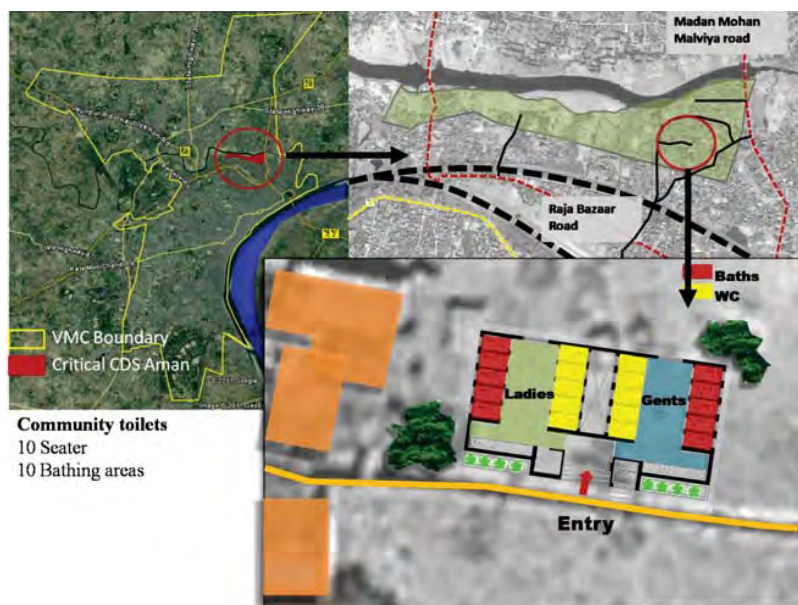 Madan Mohan
Malviya road
Raja Bazaar
Road
VMC Boundary
Critical CDS Aman
Baths
WC
Ladies
Gents
Entry
Community toilets
10 Seater
10 Bathing areas